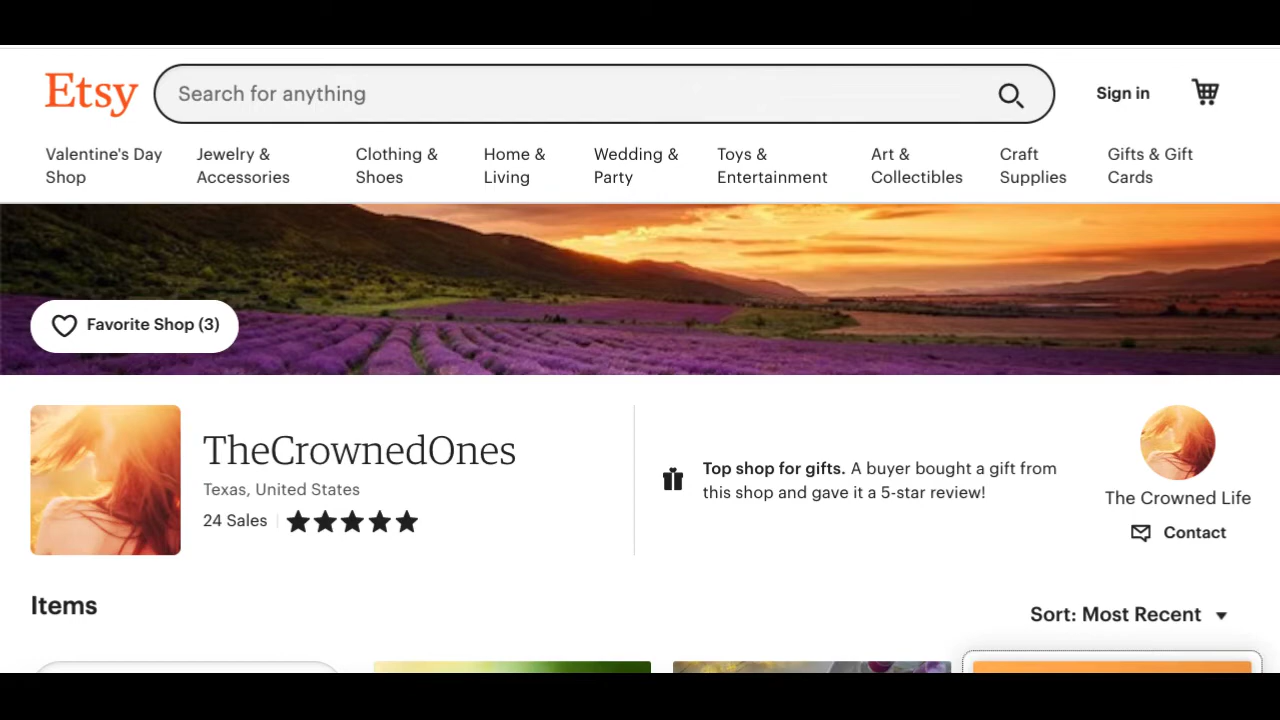 Etsy
Search for anything
Sign in
Valentine's Day
Shop
Jewelry &
Accessories
Clothing &
Shoes
Home &
Living
Wedding &
Party
Toys &
Entertainment
Art &
Collectibles
Craft
Supplies
Gifts & Gift
Cards
Favorite Shop (3)
TheCrownedOnes
Texas, United States
24 Sales
Top shop for gifts. A buyer bought a gift from
this shop and gave it a 5-star review!
The Crowned Life
Contact
Items
Sort: Most Recent